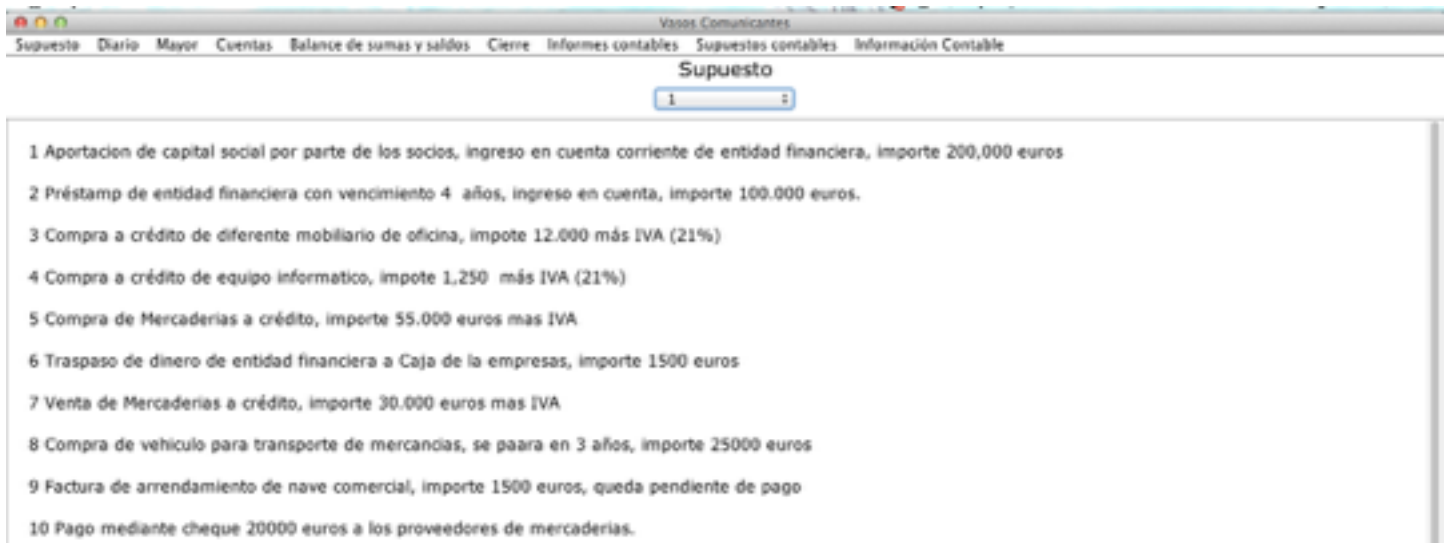 Vasos Comunicantes
Supuesto Diario Mayor Cuentas Balance de sumas y saldos Cierre Informes contables Supuestos contables Información Contable
Supuesto
1
1 Aportacion de capital social por parte de los socios, ingreso en cuenta corriente de entidad financiera, importe 200,000 euros
2 Préstamp de entidad financiera con vencimiento 4 años, ingreso en cuenta, importe 100.000 euros.
3 Compra a crédito de diferente mobiliario de oficina, impote 12.000 más IVA (21%)
4 Compra a crédito de equipo informatico, impote 1,250 más IVA (21%)
5 Compra de Mercaderias a crédito, importe 55.000 euros mas IVA
6 Traspaso de dinero de entidad financiera a Caja de la empresas, importe 1500 euros
7 Venta de Mercaderias a crédito, importe 30.000 euros mas IVA
8 Compra de vehiculo para transporte de mercancias, se paara en 3 años, importe 25000 euros
9 Factura de arrendamiento de nave comercial, importe 1500 euros, queda pendiente de pago
10 Pago mediante cheque 20000 euros a los proveedores de mercaderias.